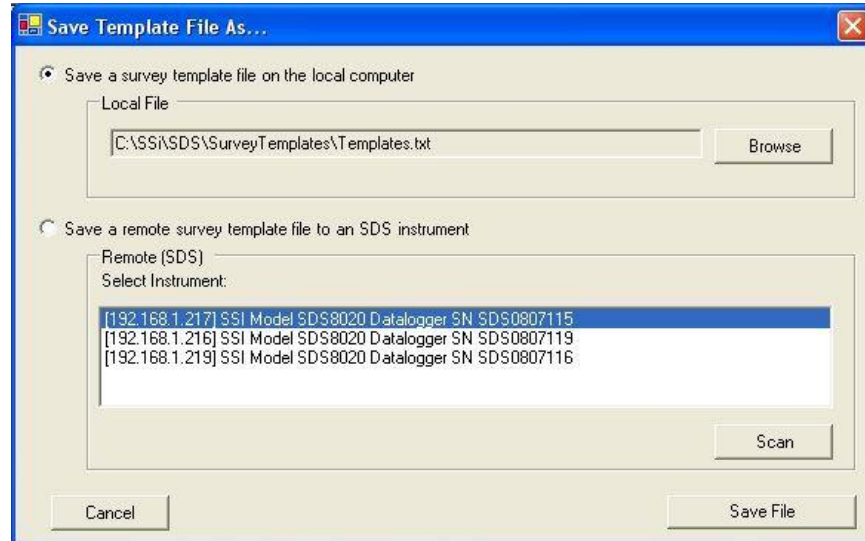 Save Template File As...
Save a survey template file on the local computer
Local File
C:\SSi\SDS\SurveyTemplates\Templates.txt
Browse
Save a remote survey template file to an SDS instrument
Remote (SDS)
Select Instrument:
[192.168.1.217] SSI Model SDS8020 Datalogger SN SDS0807115
[192.168.1.216] SSI Model SDS8020 Datalogger SN SDS0807119
[192.168.1.219] SSI Model SDS8020 Datalogger SN SDS0807116
Scan
Cancel
Save File